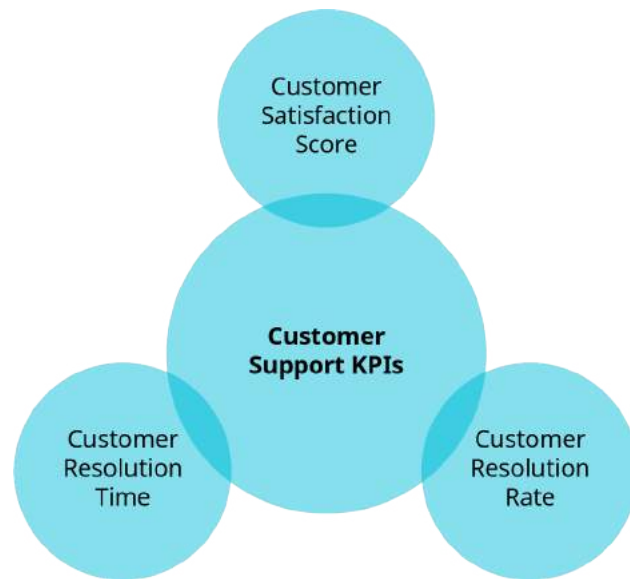 Customer
Satisfaction
Score
Customer
Support KPIs
Customer
Resolution
Time
Customer
Resolution
Rate